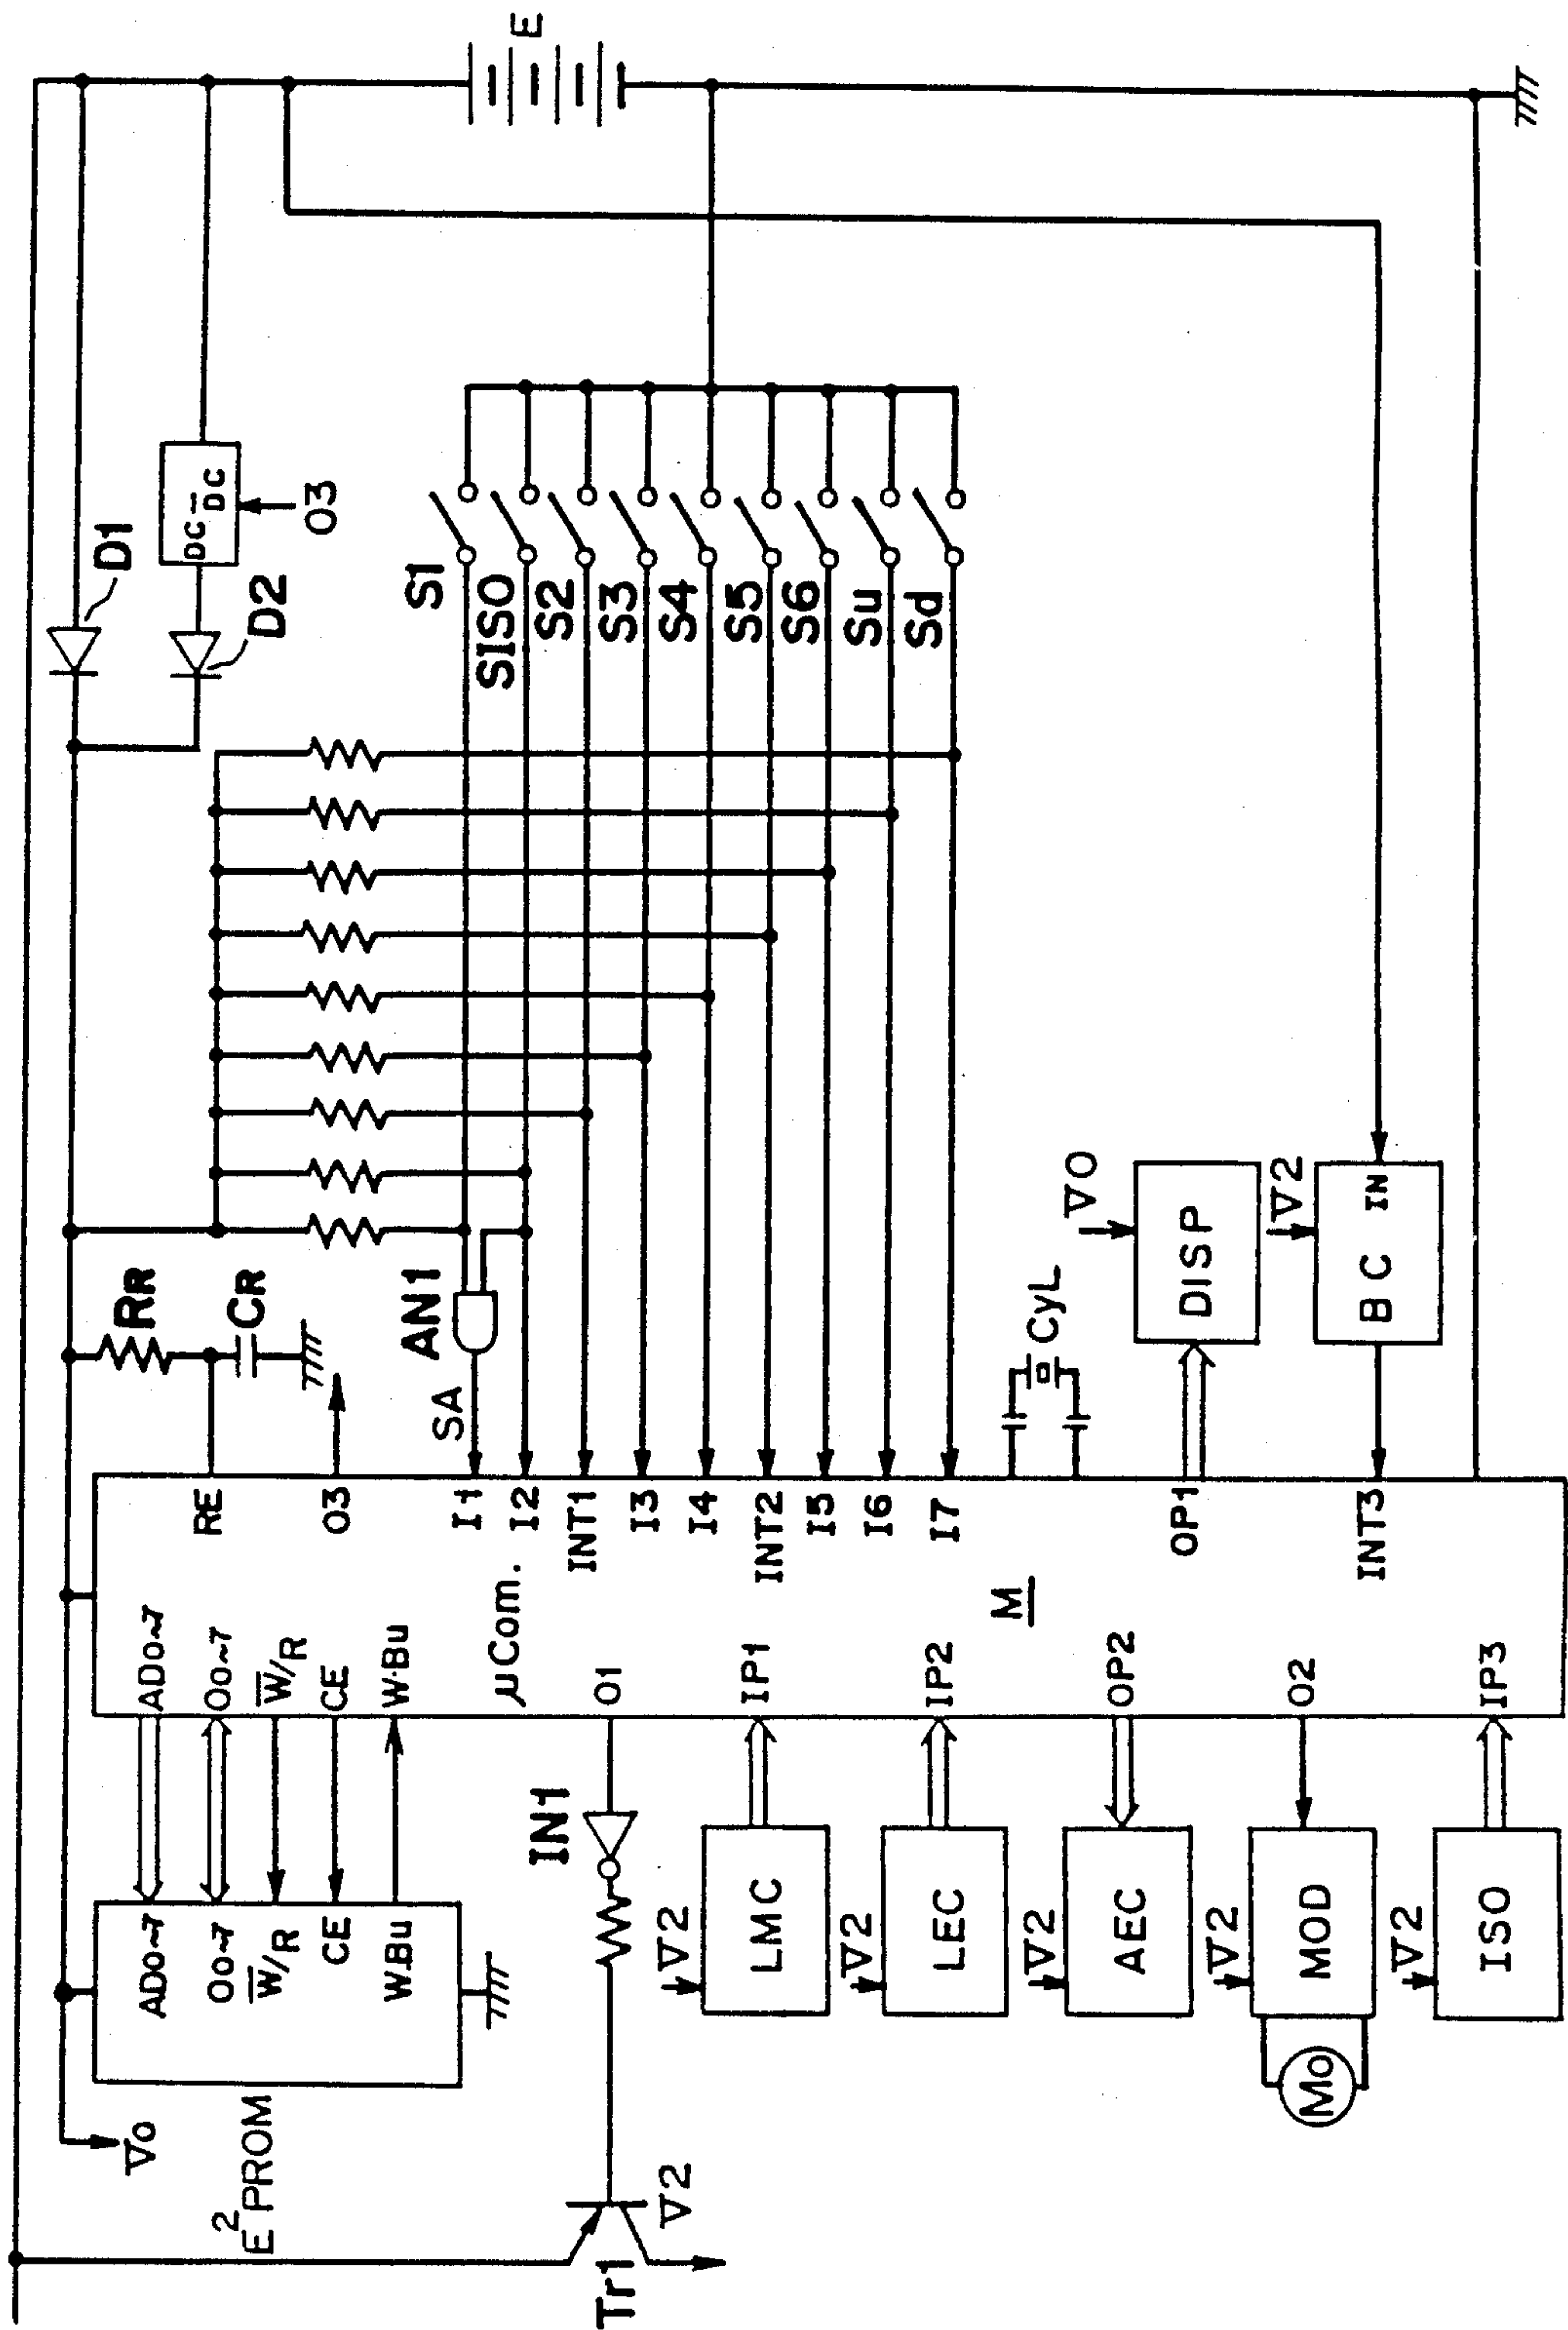 E
D1
DC-DC
O3
D2
S1
SISO
S2
S3
S4
S5
S6
Su
Sd
RR
CR
AN1
SA
CyL
V0
DISP
V2
BC IN
RE
O3
I1
I2
INT1
I3
I4
INT2
I5
I6
I7
OP1
INT3
μCom.
M
AD0~7
O0~7
W̅/R
CE
W·Bu
O1
IP1
IP2
OP2
O2
IP3
AD0~7
O0~7
W̅/R
CE
W.Bu
E²PROM
V0
IN1
Tr1
V2
V2
LMC
V2
LEC
V2
AEC
V2
MOD
Mo
V2
ISO